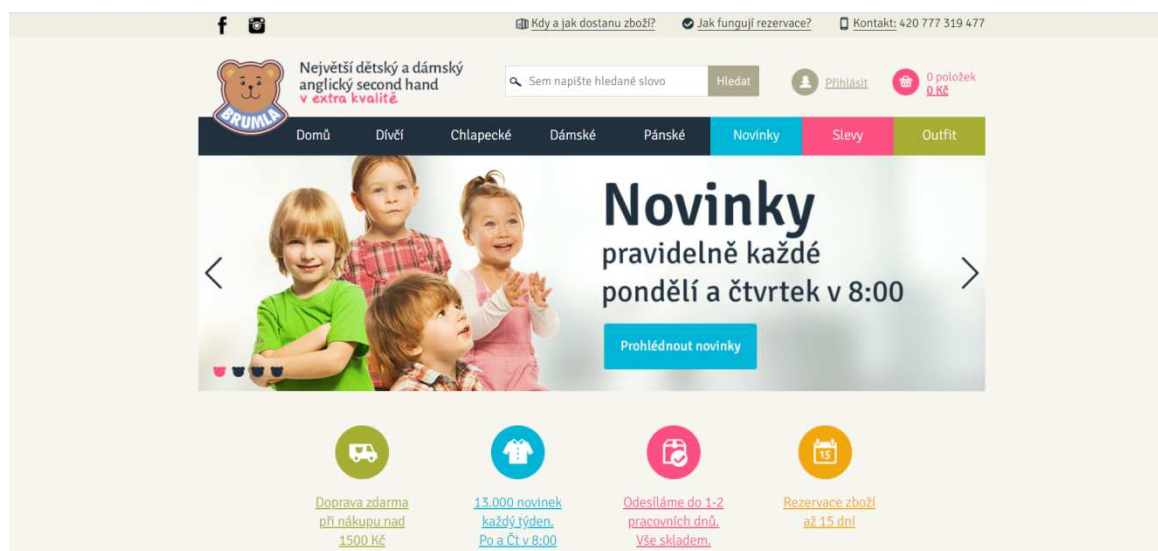 Kdy a jak dostanu zboží? Jak fungují rezervace? Kontakt: 420 777 319 477
Největší dětský a dámský
anglický second hand
v extra kvalitě
BRUMLA
Sem napište hledané slovo Hledat
Přihlásit
0 položek
0 Kč
Domů Dívčí Chlapecké Dámské Pánské Novinky Slevy Outfit
Novinky
pravidelně každé
pondělí a čtvrtek v 8:00
Prohlédnout novinky
15
Doprava zdarma
při nákupu nad
1500 Kč
13.000 novinek
každý týden.
Po a Čt v 8:00
Odesíláme do 1-2
pracovních dnů.
Vše skladem.
Rezervace zboží
až 15 dní